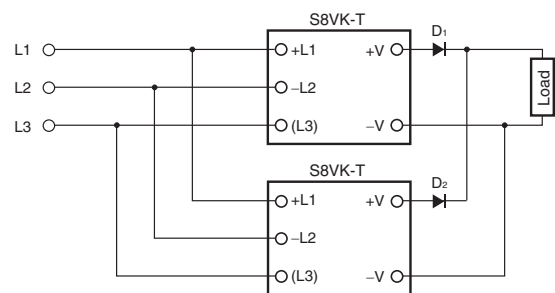 S8VK-T
D1
L1
+L1
+V
L2
–L2
Load
L3
(L3)
–V
S8VK-T
D2
+L1
+V
–L2
(L3)
–V